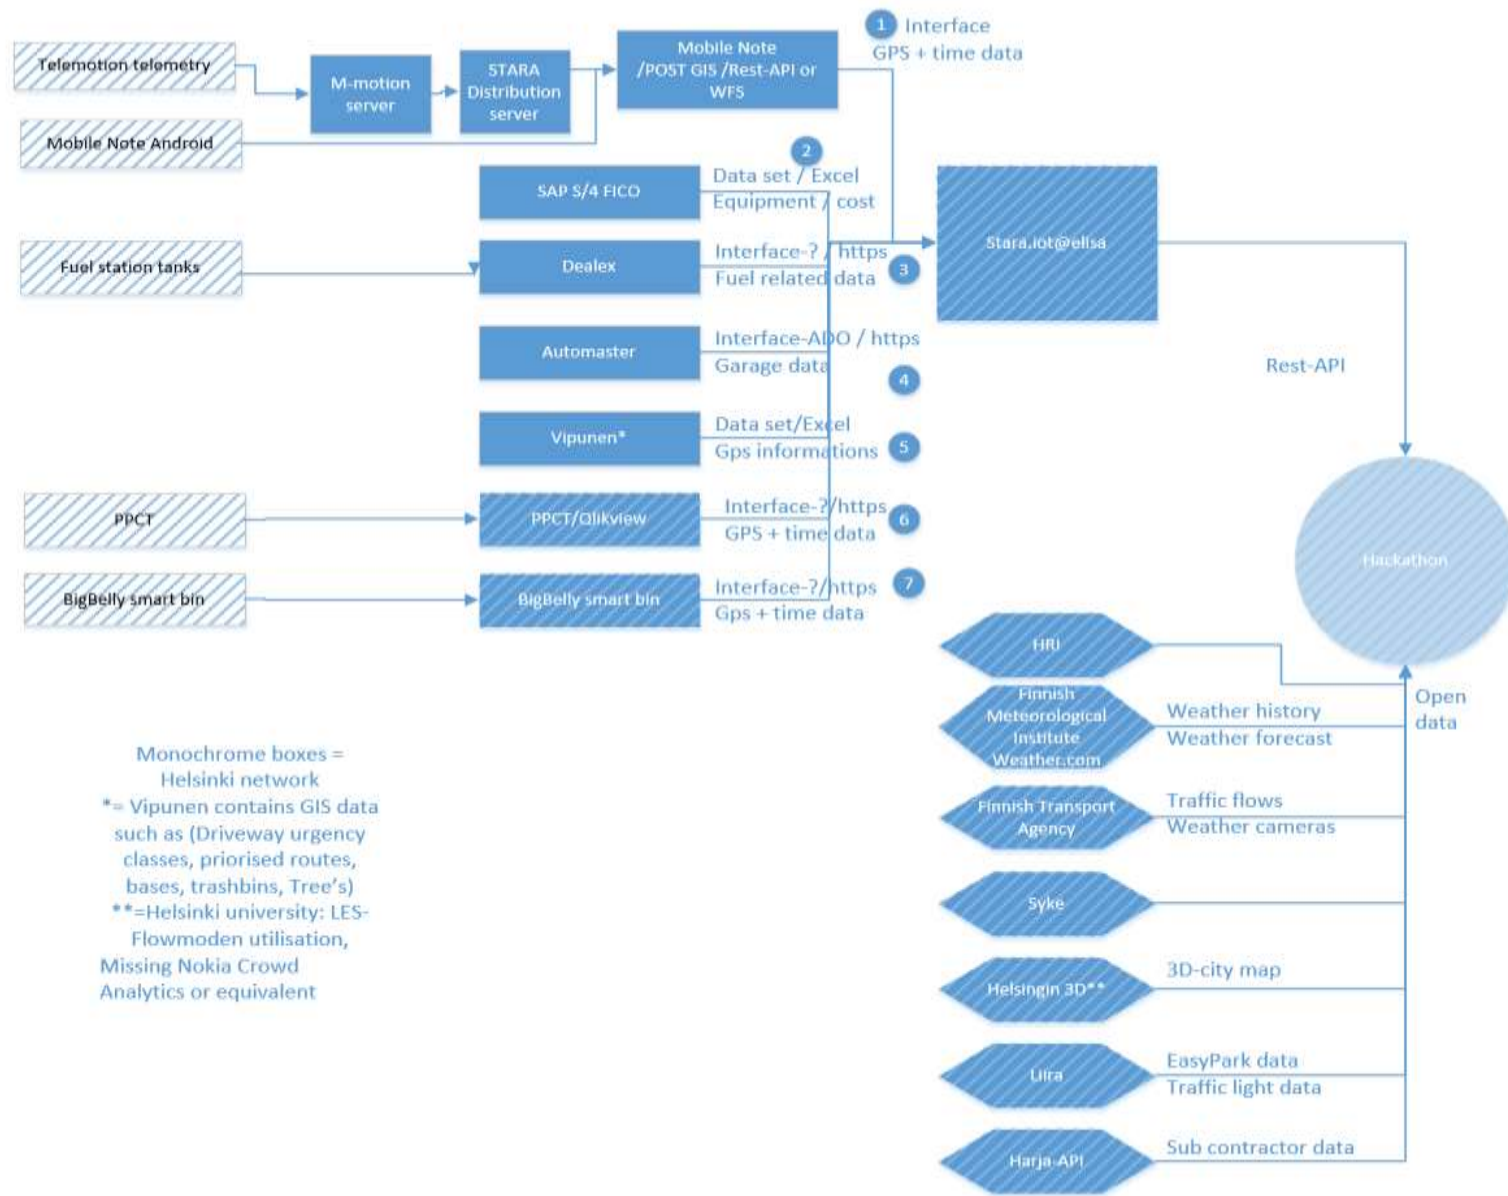 1 Interface
GPS + time data
Telemotion telemetry
M-motion
server
STARA
Distribution
server
Mobile Note
/POST GIS /Rest-API or
WFS
Mobile Note Android
2
SAP S/4 FICO
Data set / Excel
Equipment / cost
Stara.iot@elisa
Fuel station tanks
Dealex
Interface-? / https
Fuel related data
3
Automaster
Interface-ADO / https
Garage data
4
Rest-API
Vipunen*
Data set/Excel
Gps informations
5
PPCT
PPCT/Qlikview
Interface-?/https
GPS + time data
6
Hackathon
BigBelly smart bin
BigBelly smart bin
Interface-?/https
Gps + time data
7
HRI
Finnish
Meteorological
Institute
Weather.com
Weather history
Weather forecast
Open
data
Finnish Transport
Agency
Traffic flows
Weather cameras
Syke
Helsingin 3D**
3D-city map
Liira
EasyPark data
Traffic light data
Harja-API
Sub contractor data
Monochrome boxes =
Helsinki network
*= Vipunen contains GIS data
such as (Driveway urgency
classes, priorised routes,
bases, trashbins, Tree's)
**=Helsinki university: LES-
Flowmoden utilisation,
Missing Nokia Crowd
Analytics or equivalent